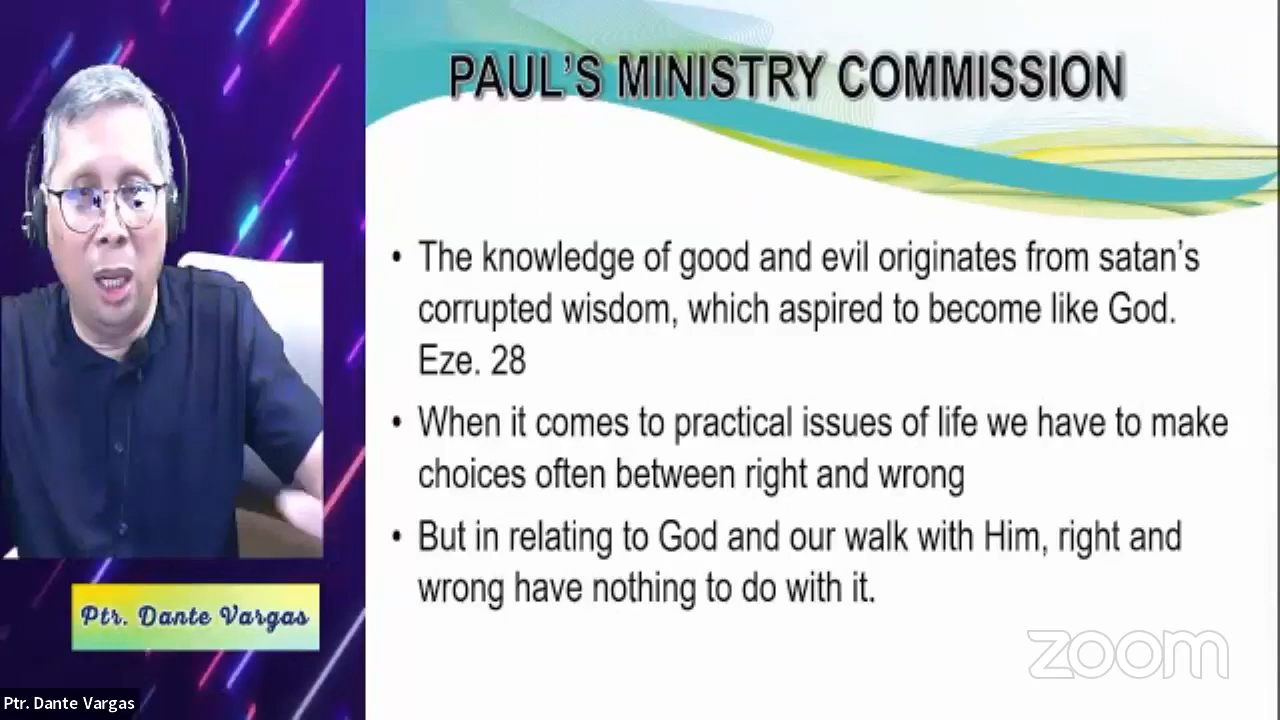 PAUL'S MINISTRY COMMISSION
• The knowledge of good and evil originates from satan's
corrupted wisdom, which aspired to become like God.
Eze. 28
• When it comes to practical issues of life we have to make
choices often between right and wrong
• But in relating to God and our walk with Him, right and
wrong have nothing to do with it.
Ptr. Dante Vargas
zoom
Ptr. Dante Vargas